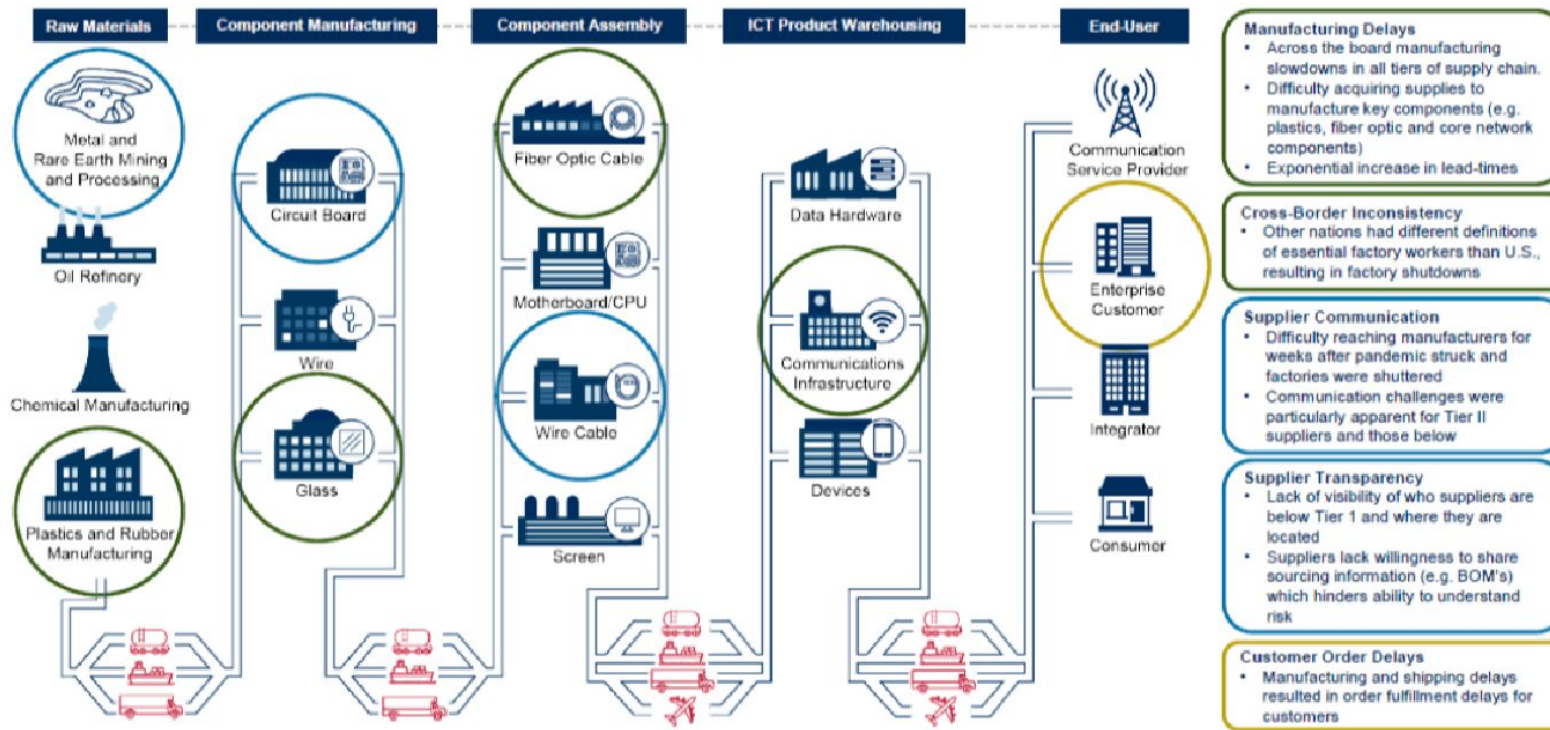 Raw Materials
Component Manufacturing
Component Assembly
ICT Product Warehousing
End-User
Metal and
Rare Earth Mining
and Processing
Oil Refinery
Chemical Manufacturing
Plastics and Rubber
Manufacturing
Circuit Board
Wire
Glass
Fiber Optic Cable
Motherboard/CPU
Wire Cable
Screen
Data Hardware
Communications
Infrastructure
Devices
Communication
Service Provider
Enterprise
Customer
Integrator
Consumer
Manufacturing Delays
• Across the board manufacturing
slowdowns in all tiers of supply chain.
• Difficulty acquiring supplies to
manufacture key components (e.g.
plastics, fiber optic and core network
components)
• Exponential increase in lead-times
Cross-Border Inconsistency
• Other nations had different definitions
of essential factory workers than U.S.,
resulting in factory shutdowns
Supplier Communication
• Difficulty reaching manufacturers for
weeks after pandemic struck and
factories were shuttered
• Communication challenges were
particularly apparent for Tier II
suppliers and those below
Supplier Transparency
• Lack of visibility of who suppliers are
below Tier 1 and where they are
located
• Suppliers lack willingness to share
sourcing information (e.g. BOM's)
which hinders ability to understand
risk
Customer Order Delays
• Manufacturing and shipping delays
resulted in order fulfillment delays for
customers